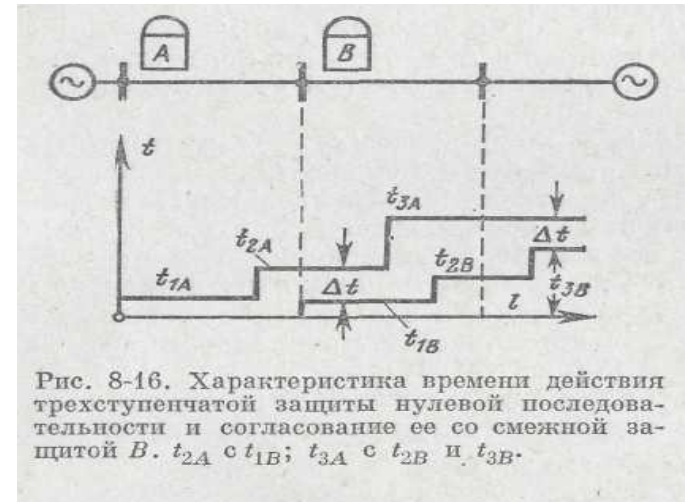 A B
t
t3A
t2A
Δt
t2B
t1A
Δt
t3B
l
t1B
Рис. 8-16. Характеристика времени действия
трехступенчатой защиты нулевой последова-
тельности и согласование ее со смежной за-
щитой B. t2A с t1B; t3A с t2B и t3B.